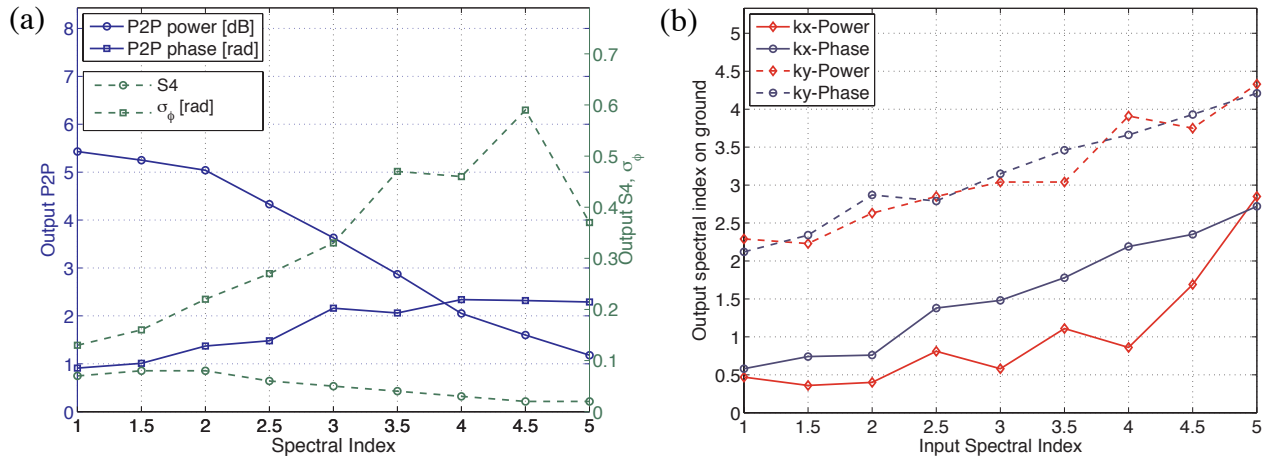 (a)
P2P power [dB]
P2P phase [rad]
S4
σϕ [rad]
Output P2P
8
7
6
5
4
3
2
1
0
Output S4, σϕ
0.7
0.6
0.5
0.4
0.3
0.2
0.1
0
1 1.5 2 2.5 3 3.5 4 4.5 5
Spectral Index
(b)
kx-Power
kx-Phase
ky-Power
ky-Phase
Output spectral index on ground
5
4.5
4
3.5
3
2.5
2
1.5
1
0.5
0
1 1.5 2 2.5 3 3.5 4 4.5 5
Input Spectral Index